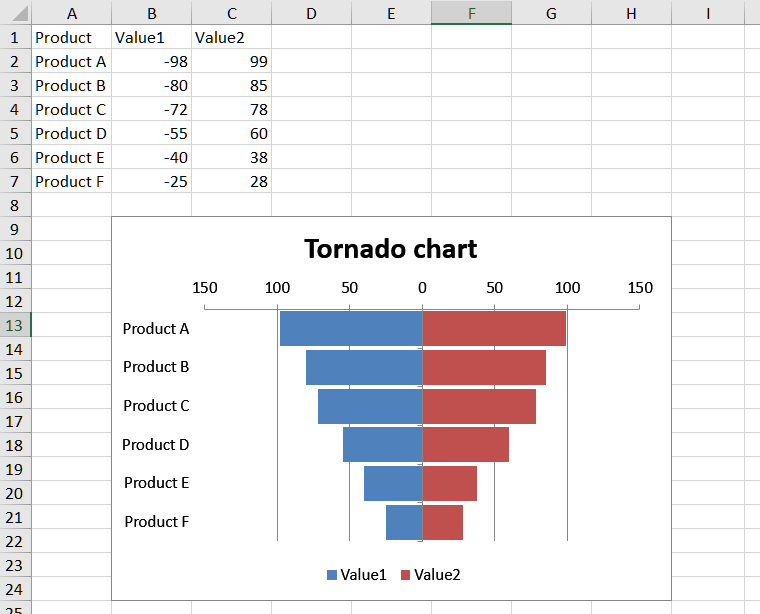 A B C D E F G H I
1 Product Value1 Value2
2 Product A -98 99
3 Product B -80 85
4 Product C -72 78
5 Product D -55 60
6 Product E -40 38
7 Product F -25 28
8
9
10
11
12
13
14
15
16
17
18
19
20
21
22
23
24
25
Tornado chart
150 100 50 0 50 100 150
Product A
Product B
Product C
Product D
Product E
Product F
Value1 Value2